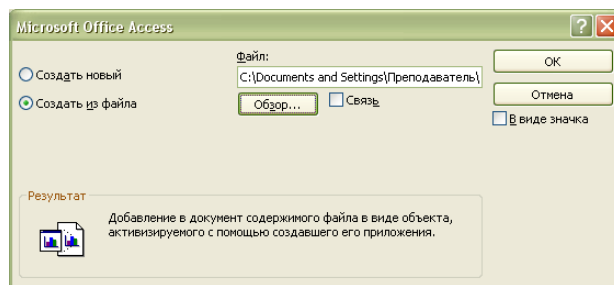 Microsoft Office Access
Файл:
Создать новый
C:\Documents and Settings\Преподаватель\
ОК
Создать из файла
Обзор...
Связь
Отмена
В виде значка
Результат
Добавление в документ содержимого файла в виде объекта,
активизируемого с помощью создавшего его приложения.